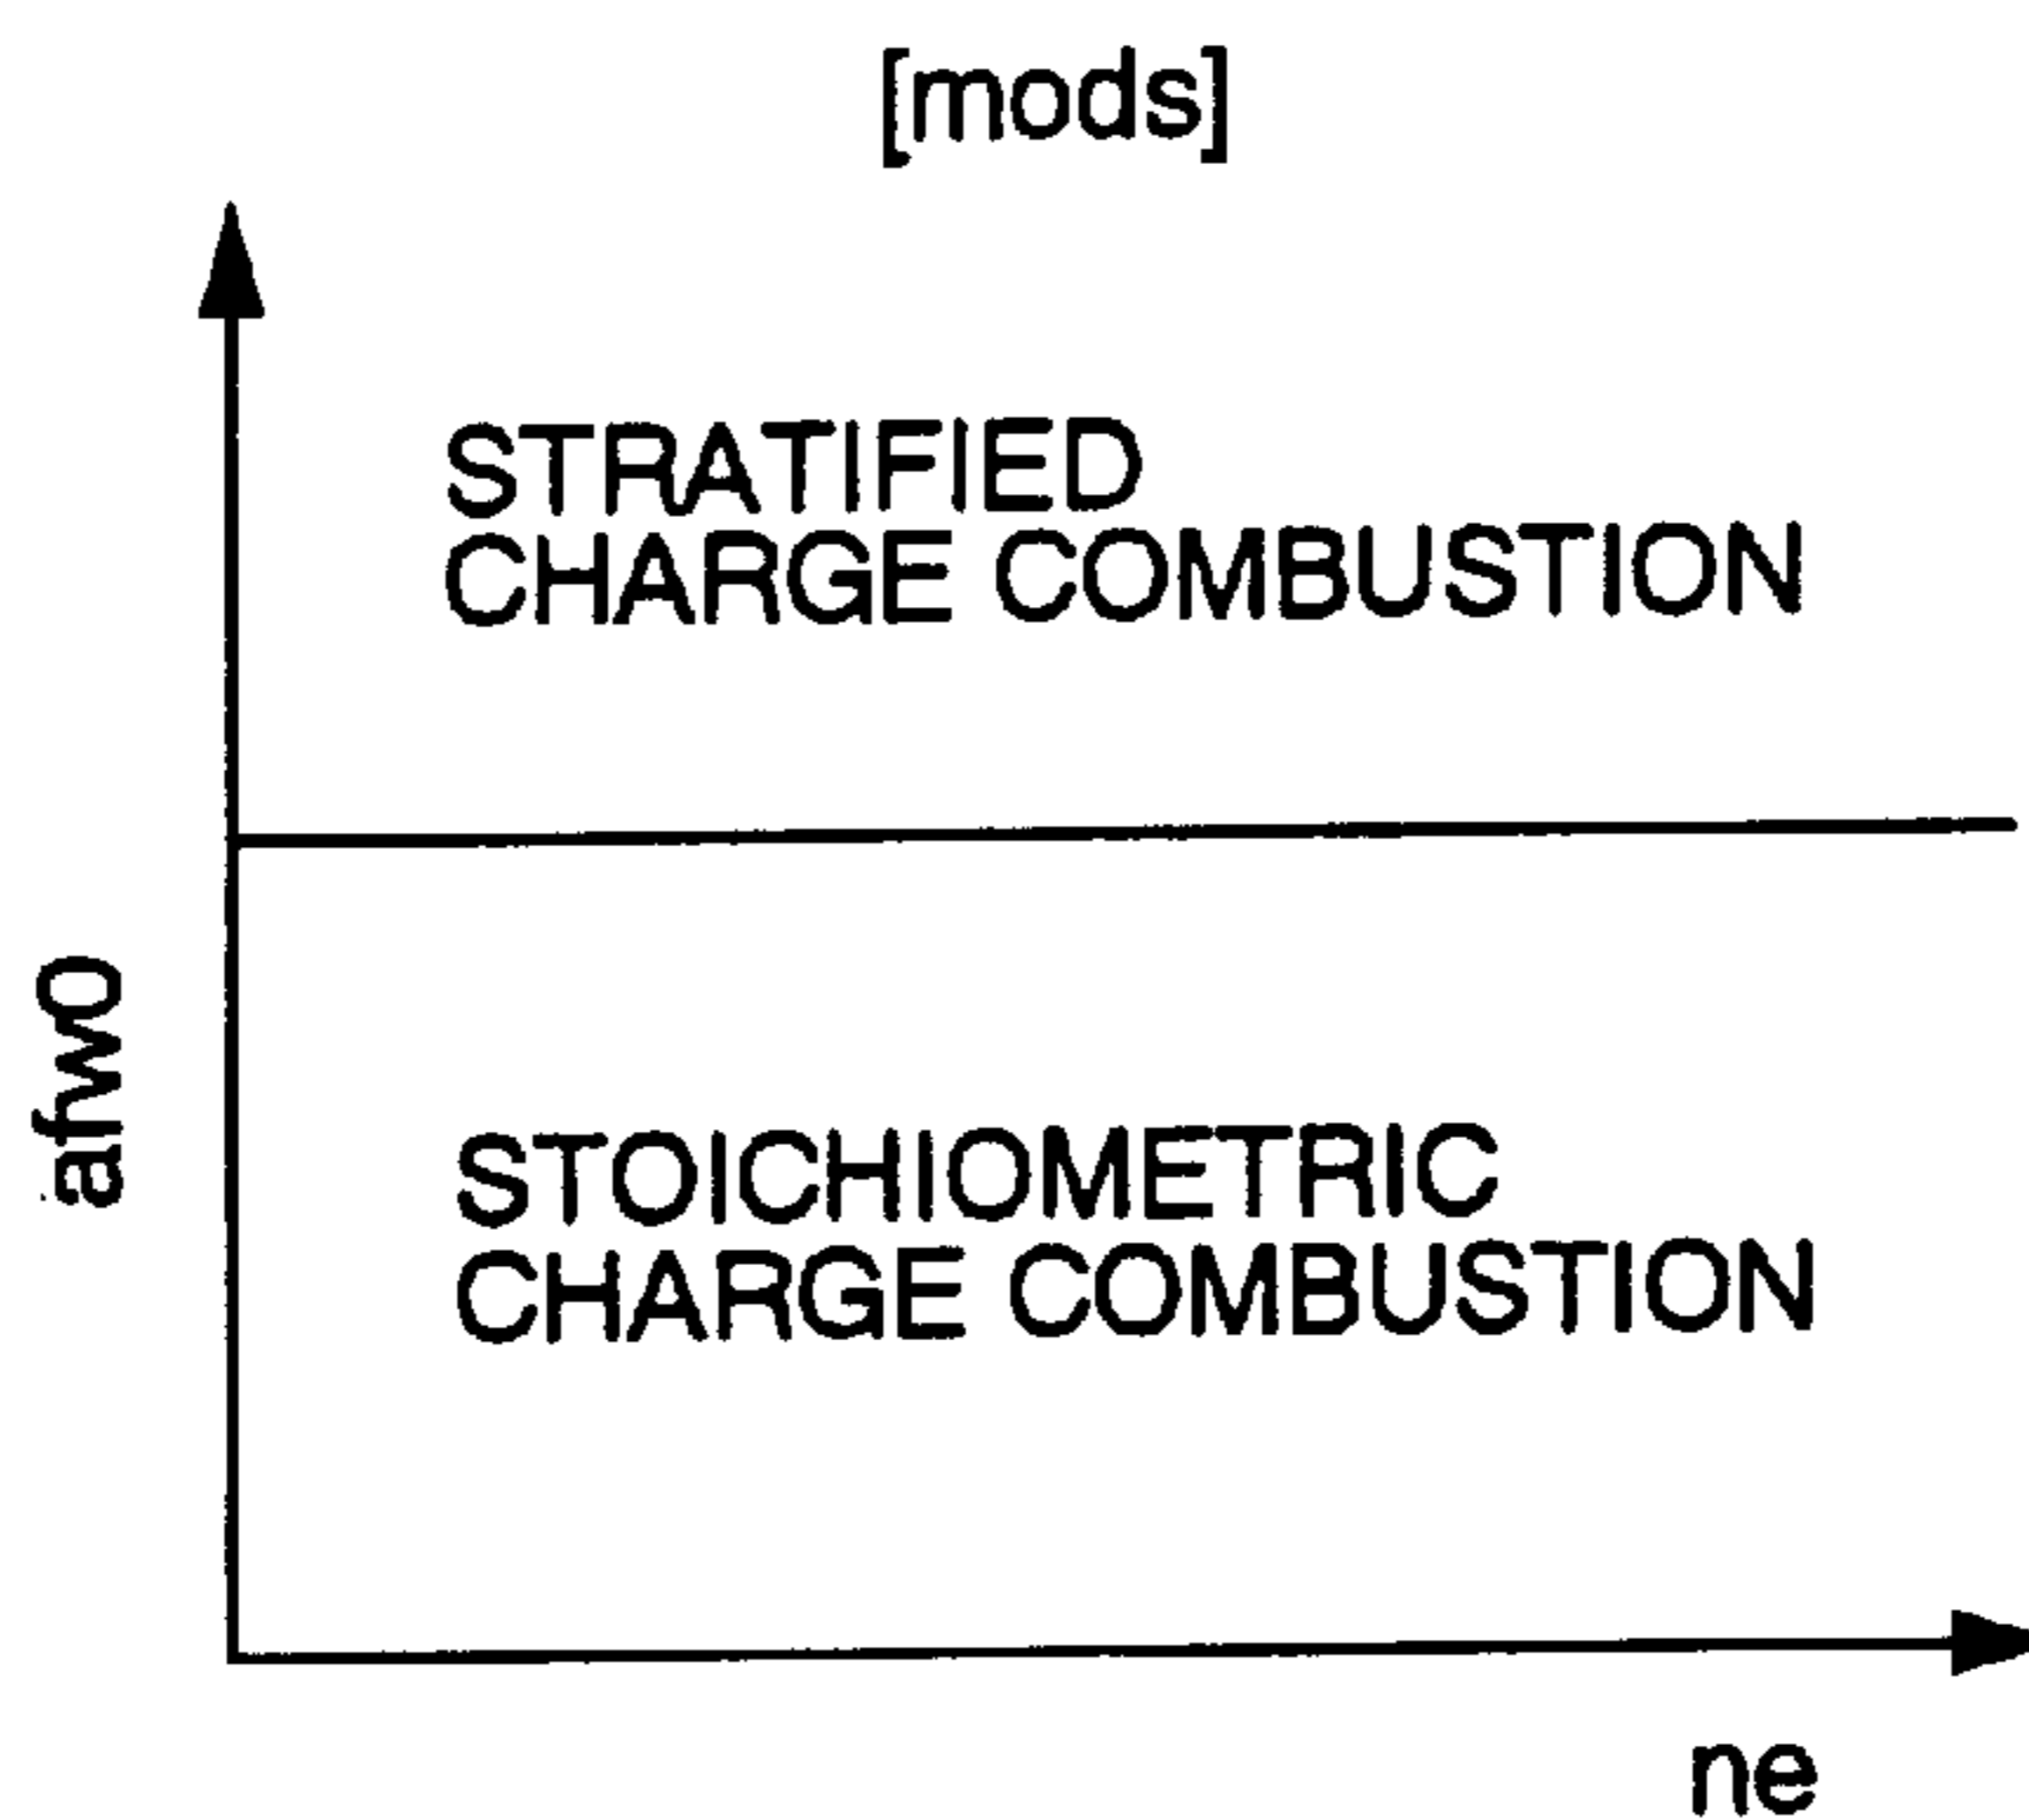 [mods]
STRATIFIED
CHARGE COMBUSTION
afw0
STOICHIOMETRIC
CHARGE COMBUSTION
ne